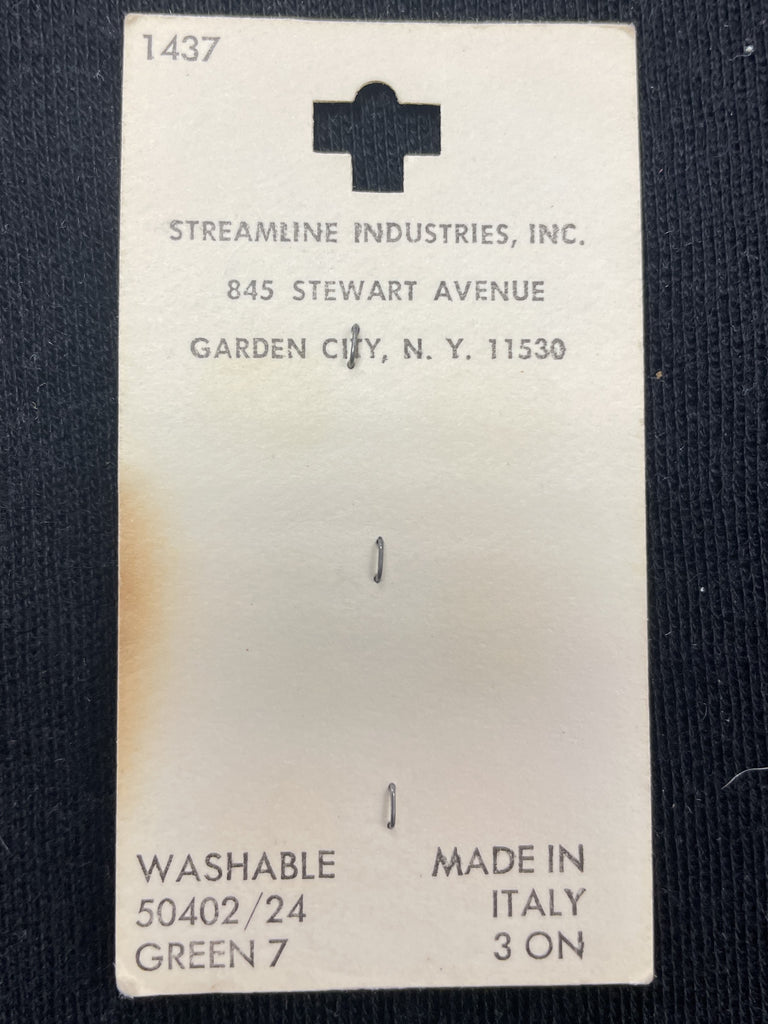 1437
STREAMLINE INDUSTRIES, INC.
845 STEWART AVENUE
GARDEN CITY, N. Y. 11530
WASHABLE
50402/24
GREEN 7
MADE IN
ITALY
3 ON